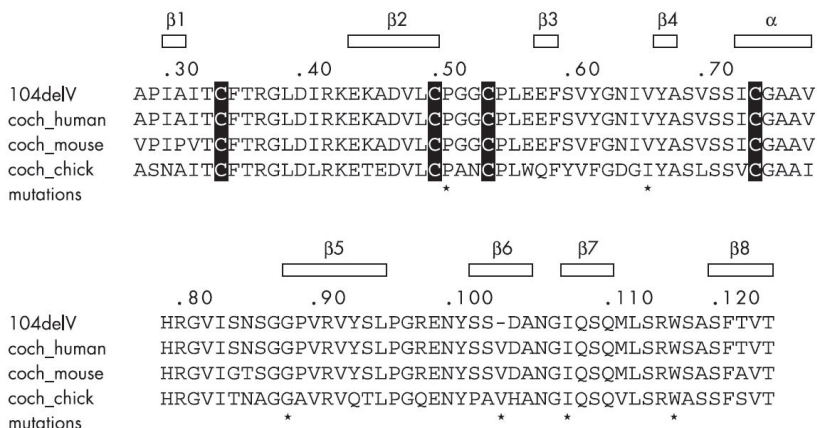 β1 β2 β3 β4 α
.30 .40 .50 .60 .70
104delV APIAITCFTRGLDIRKEKADVLCPGGCPLEEFSVYGNIVYASVSSICGAAV
coch_human APIAITCFTRGLDIRKEKADVLCPGGCPLEEFSVYGNIVYASVSSICGAAV
coch_mouse VPIPVTCFTRGLDIRKEKADVLCPGGCPLEEFSVFGNIVYASVSSICGAAV
coch_chick ASNAITCFTRGLDLRKETEDVLCPANCPLWQFYVFGDGIYASLSSVCGAAI
mutations * *
β5 β6 β7 β8
.80 .90 .100 .110 .120
104delV HRGVISNSGGPVRVYSLPGRENYSS-DANGIQSQMLSRWSASFTVT
coch_human HRGVISNSGGPVRVYSLPGRENYSSVDANGIQSQMLSRWSASFTVT
coch_mouse HRGVIGTSGGPVRVYSLPGRENYSSVDANGIQSQMLSRWSASFAVT
coch_chick HRGVITNAGGAVRVQTLPGQENYPAVHANGIQSQVLSRWASSFSVT
mutations * * * *